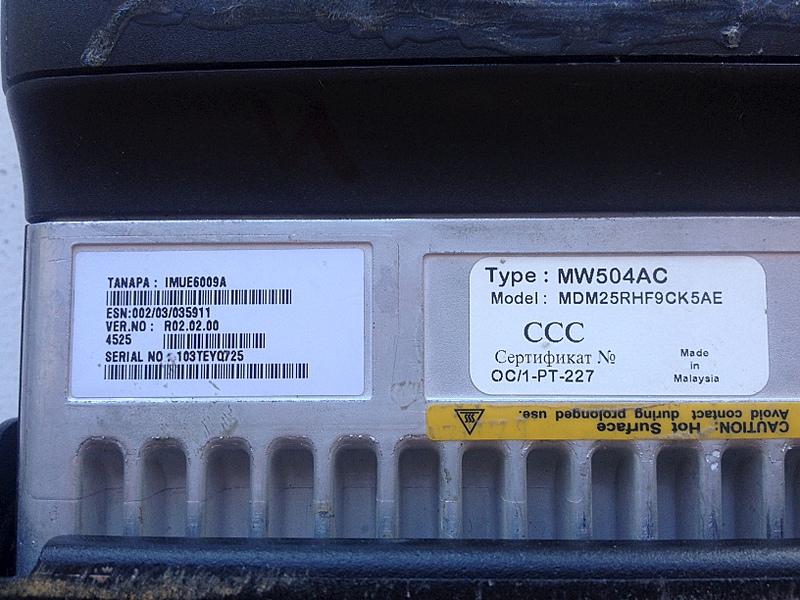 TANAPA : IMUE6009A
ESN:002/03/035911
VER.NO : R02.02.00
4525
SERIAL NO : 103TEYQ725
Type : MW504AC
Model : MDM25RHF9CK5AE
CCC
Сертификат №
OC/1-PT-227
Made
in
Malaysia
CAUTION: Hot Surface
Avoid contact during prolonged use.